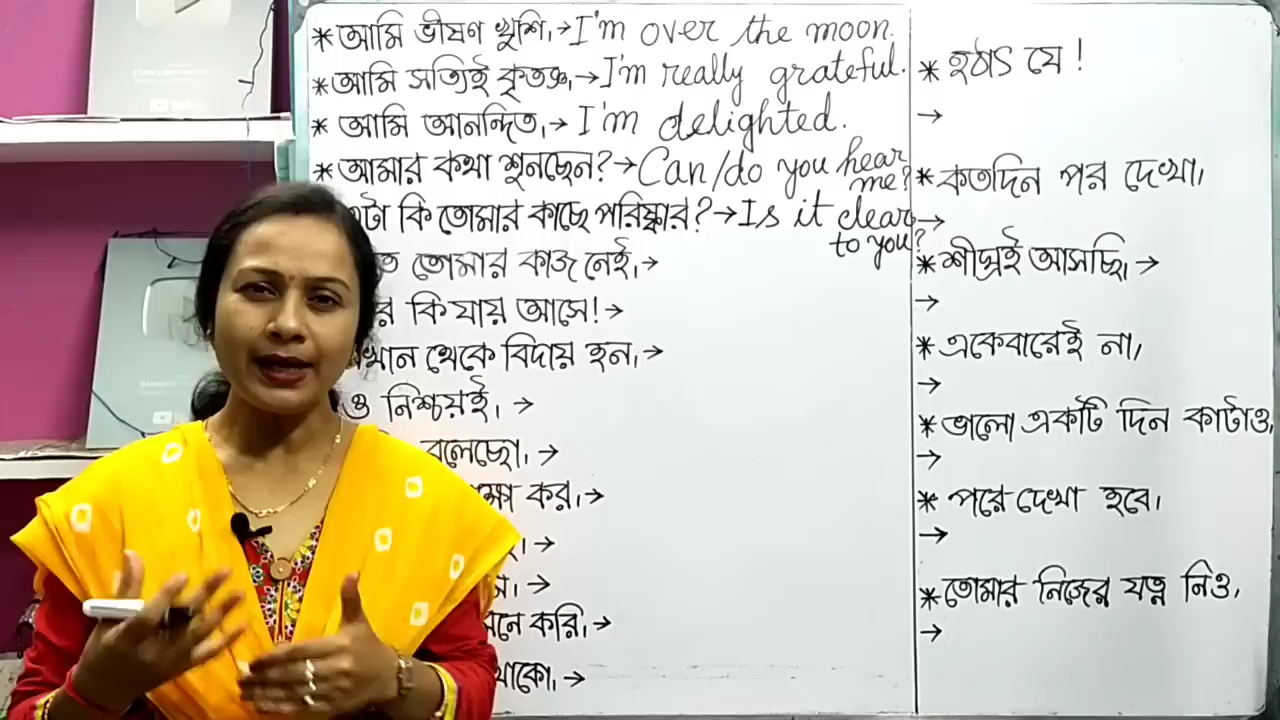 * আমি ভীষণ খুশি।→I'm over the moon.
* আমি সত্যিই কৃতজ্ঞ।→I'm really grateful.
* আমি আনন্দিত।→ I'm delighted.
* আমার কথা শুনছেন?→Can/do you hear
me?
কি তোমার কাছে পরিষ্কার?→Is it clear
to you?
তোমার কাজ নেই।→
কি যায় আসে!→
থেকে বিদায় হন।→
নিশ্চয়ই। →
বলেছো।→
কর।→
→
→
করি।→
থাকো।→
* হঠাৎ যে!
→
* কতদিন পর দেখা।
→
* শীঘ্রই আসছি।→
→
* একেবারেই না।
→
* ভালো একটি দিন কাটাও।
→
* পরে দেখা হবে।
→
* তোমার নিজের যত্ন নিও।
→